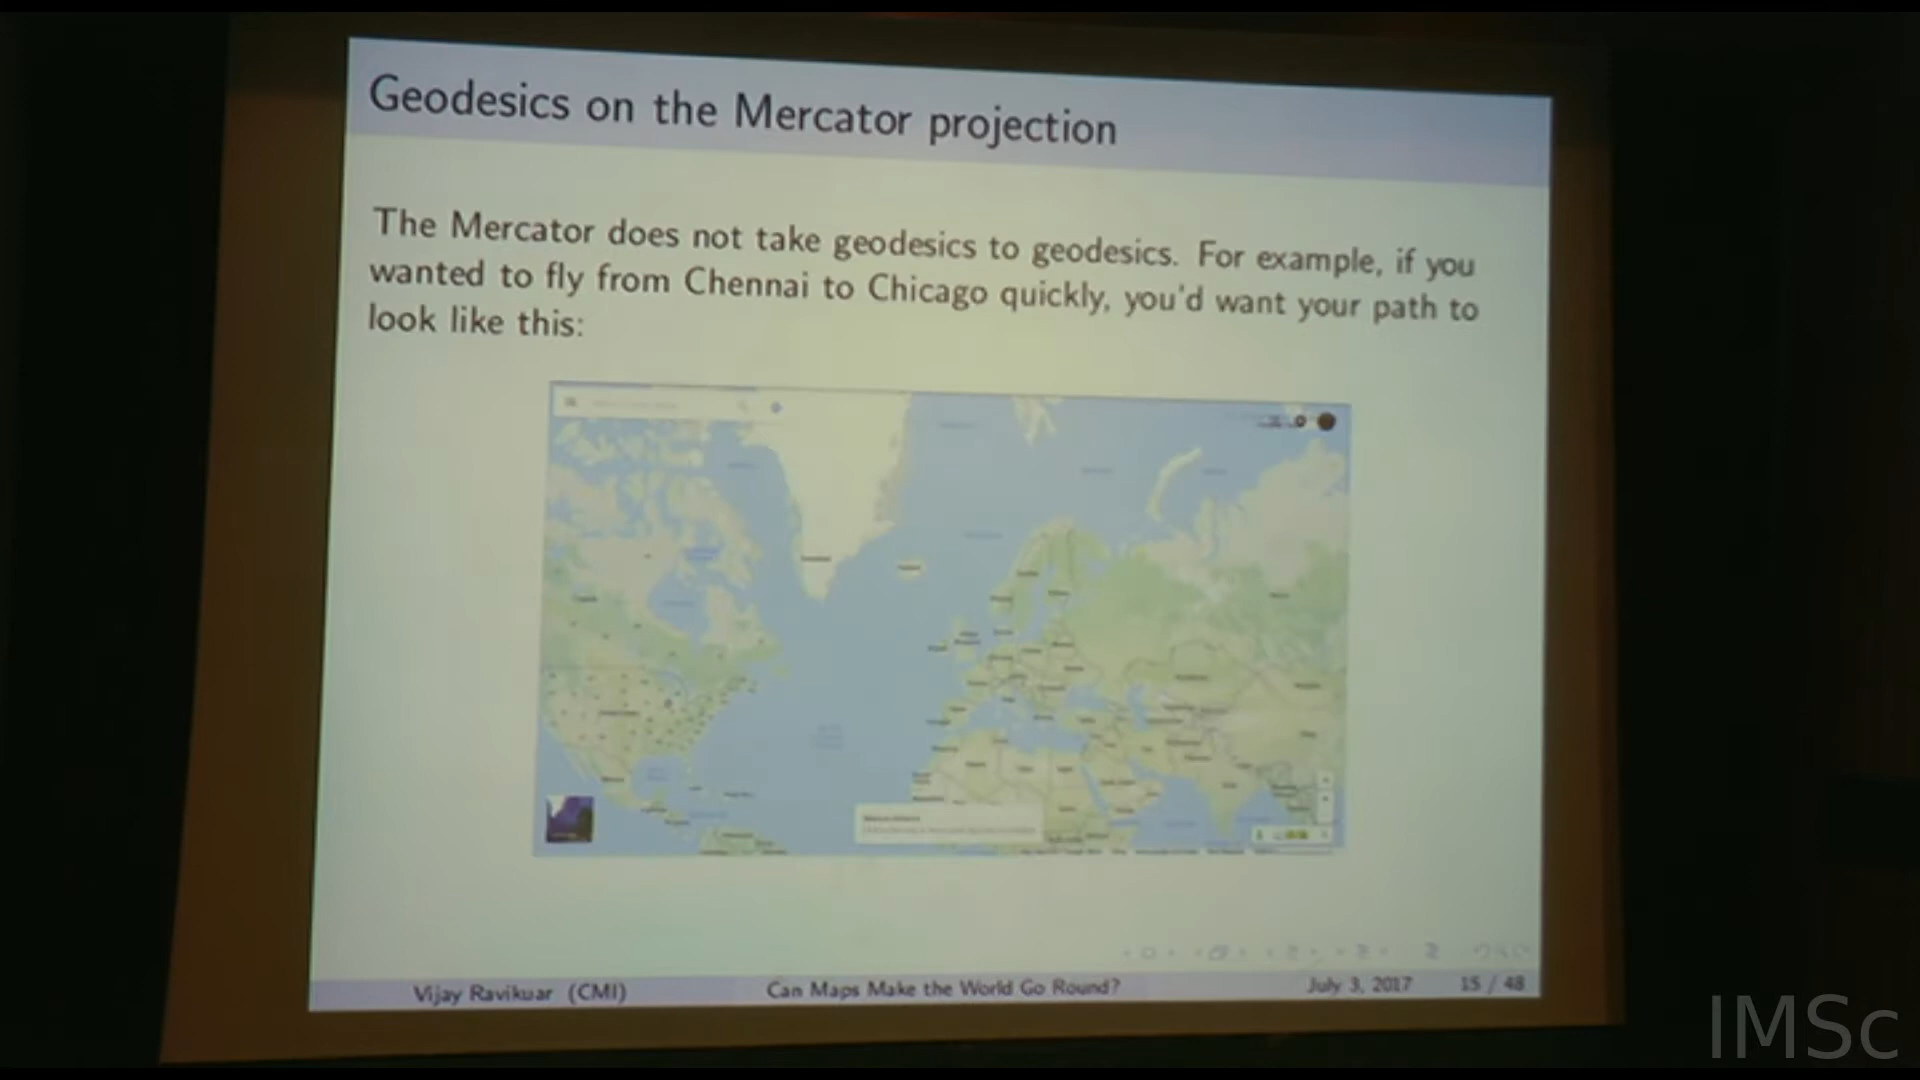 Geodesics on the Mercator projection
The Mercator does not take geodesics to geodesics. For example, if you
wanted to fly from Chennai to Chicago quickly, you'd want your path to
look like this:
Vijay Ravikuar (CMI) Can Maps Make the World Go Round? July 3, 2017 15 / 48
IMSc